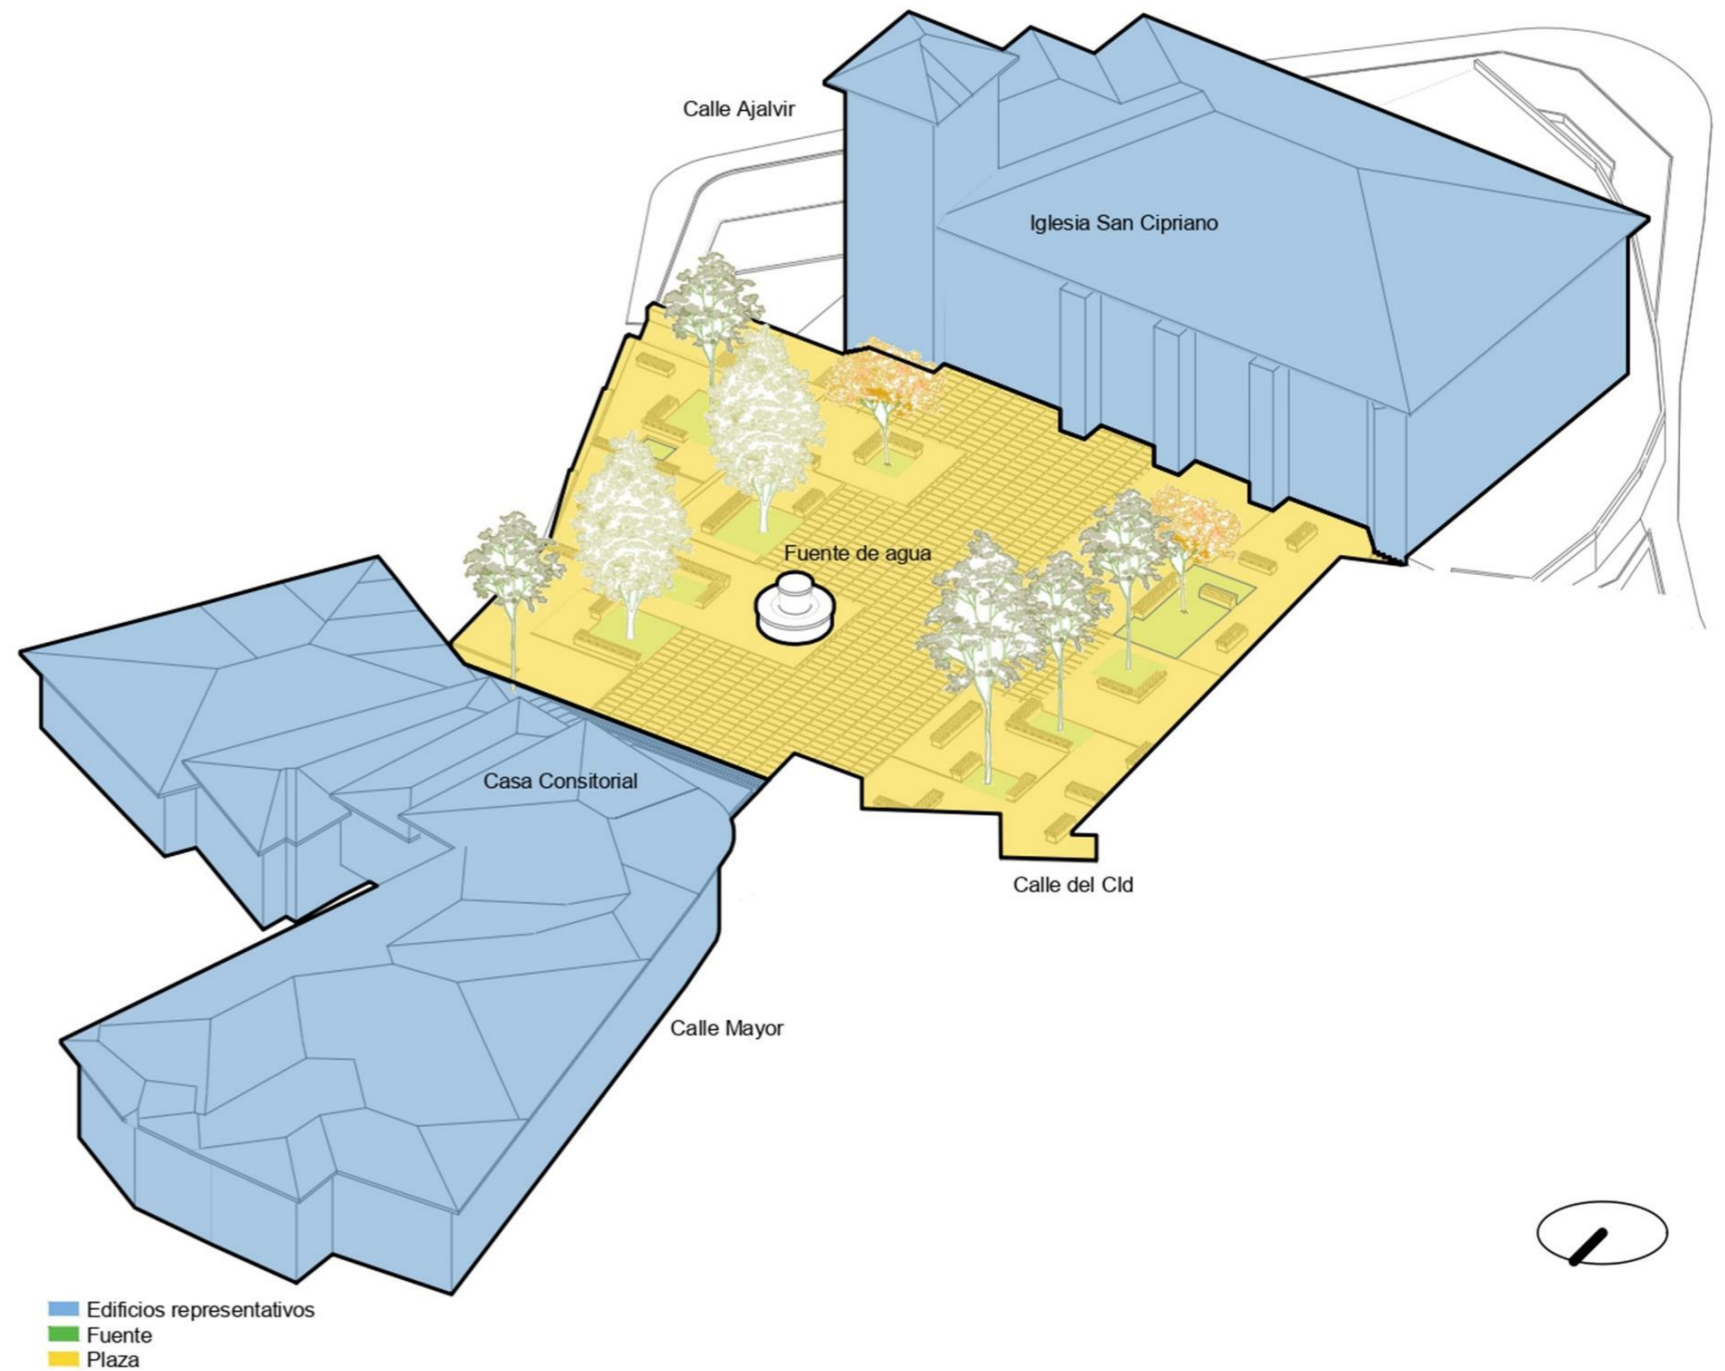 Calle Ajalvir
Iglesia San Cipriano
Fuente de agua
Casa Consitorial
Calle del CId
Calle Mayor
Edificios representativos
Fuente
Plaza